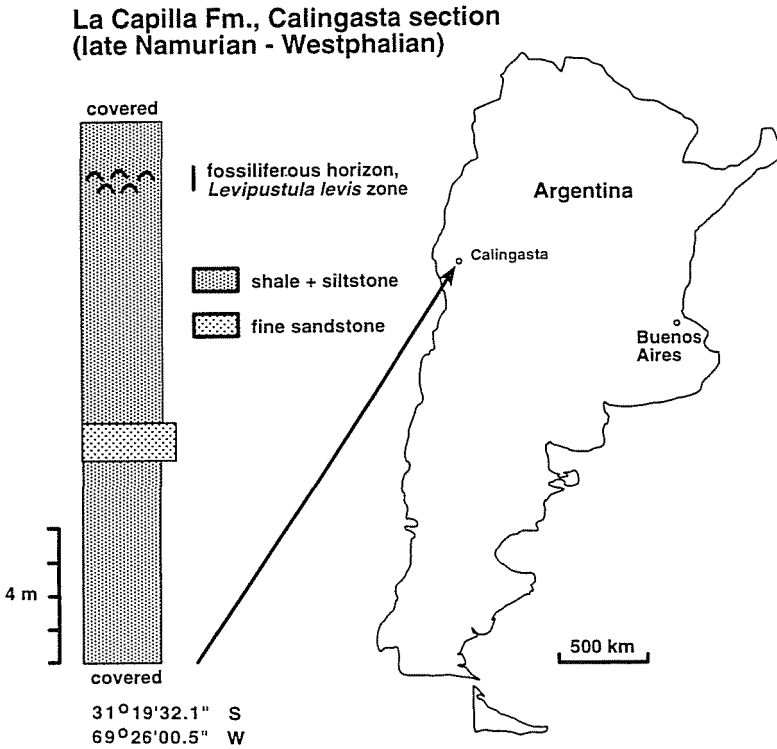 La Capilla Fm., Calingasta section
(late Namurian - Westphalian)
covered
fossiliferous horizon,
Levipustula levis zone
shale + siltstone
fine sandstone
4 m
covered
31°19'32.1" S
69°26'00.5" W
Argentina
Calingasta
Buenos
Aires
500 km